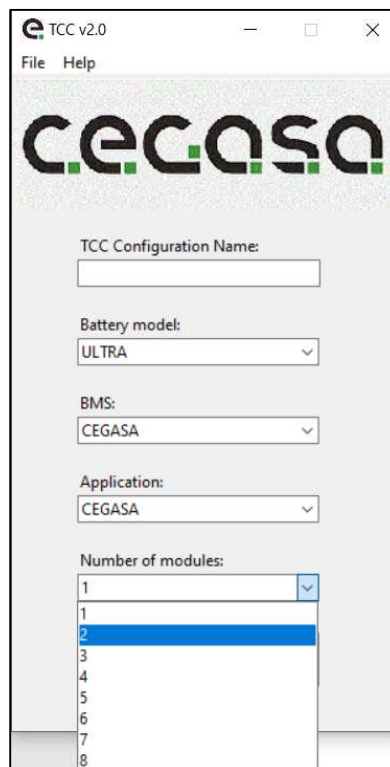 e. TCC v2.0
File Help
cegasa
TCC Configuration Name:
Battery model:
ULTRA
BMS:
CEGASA
Application:
CEGASA
Number of modules:
1
1
2
3
4
5
6
7
8